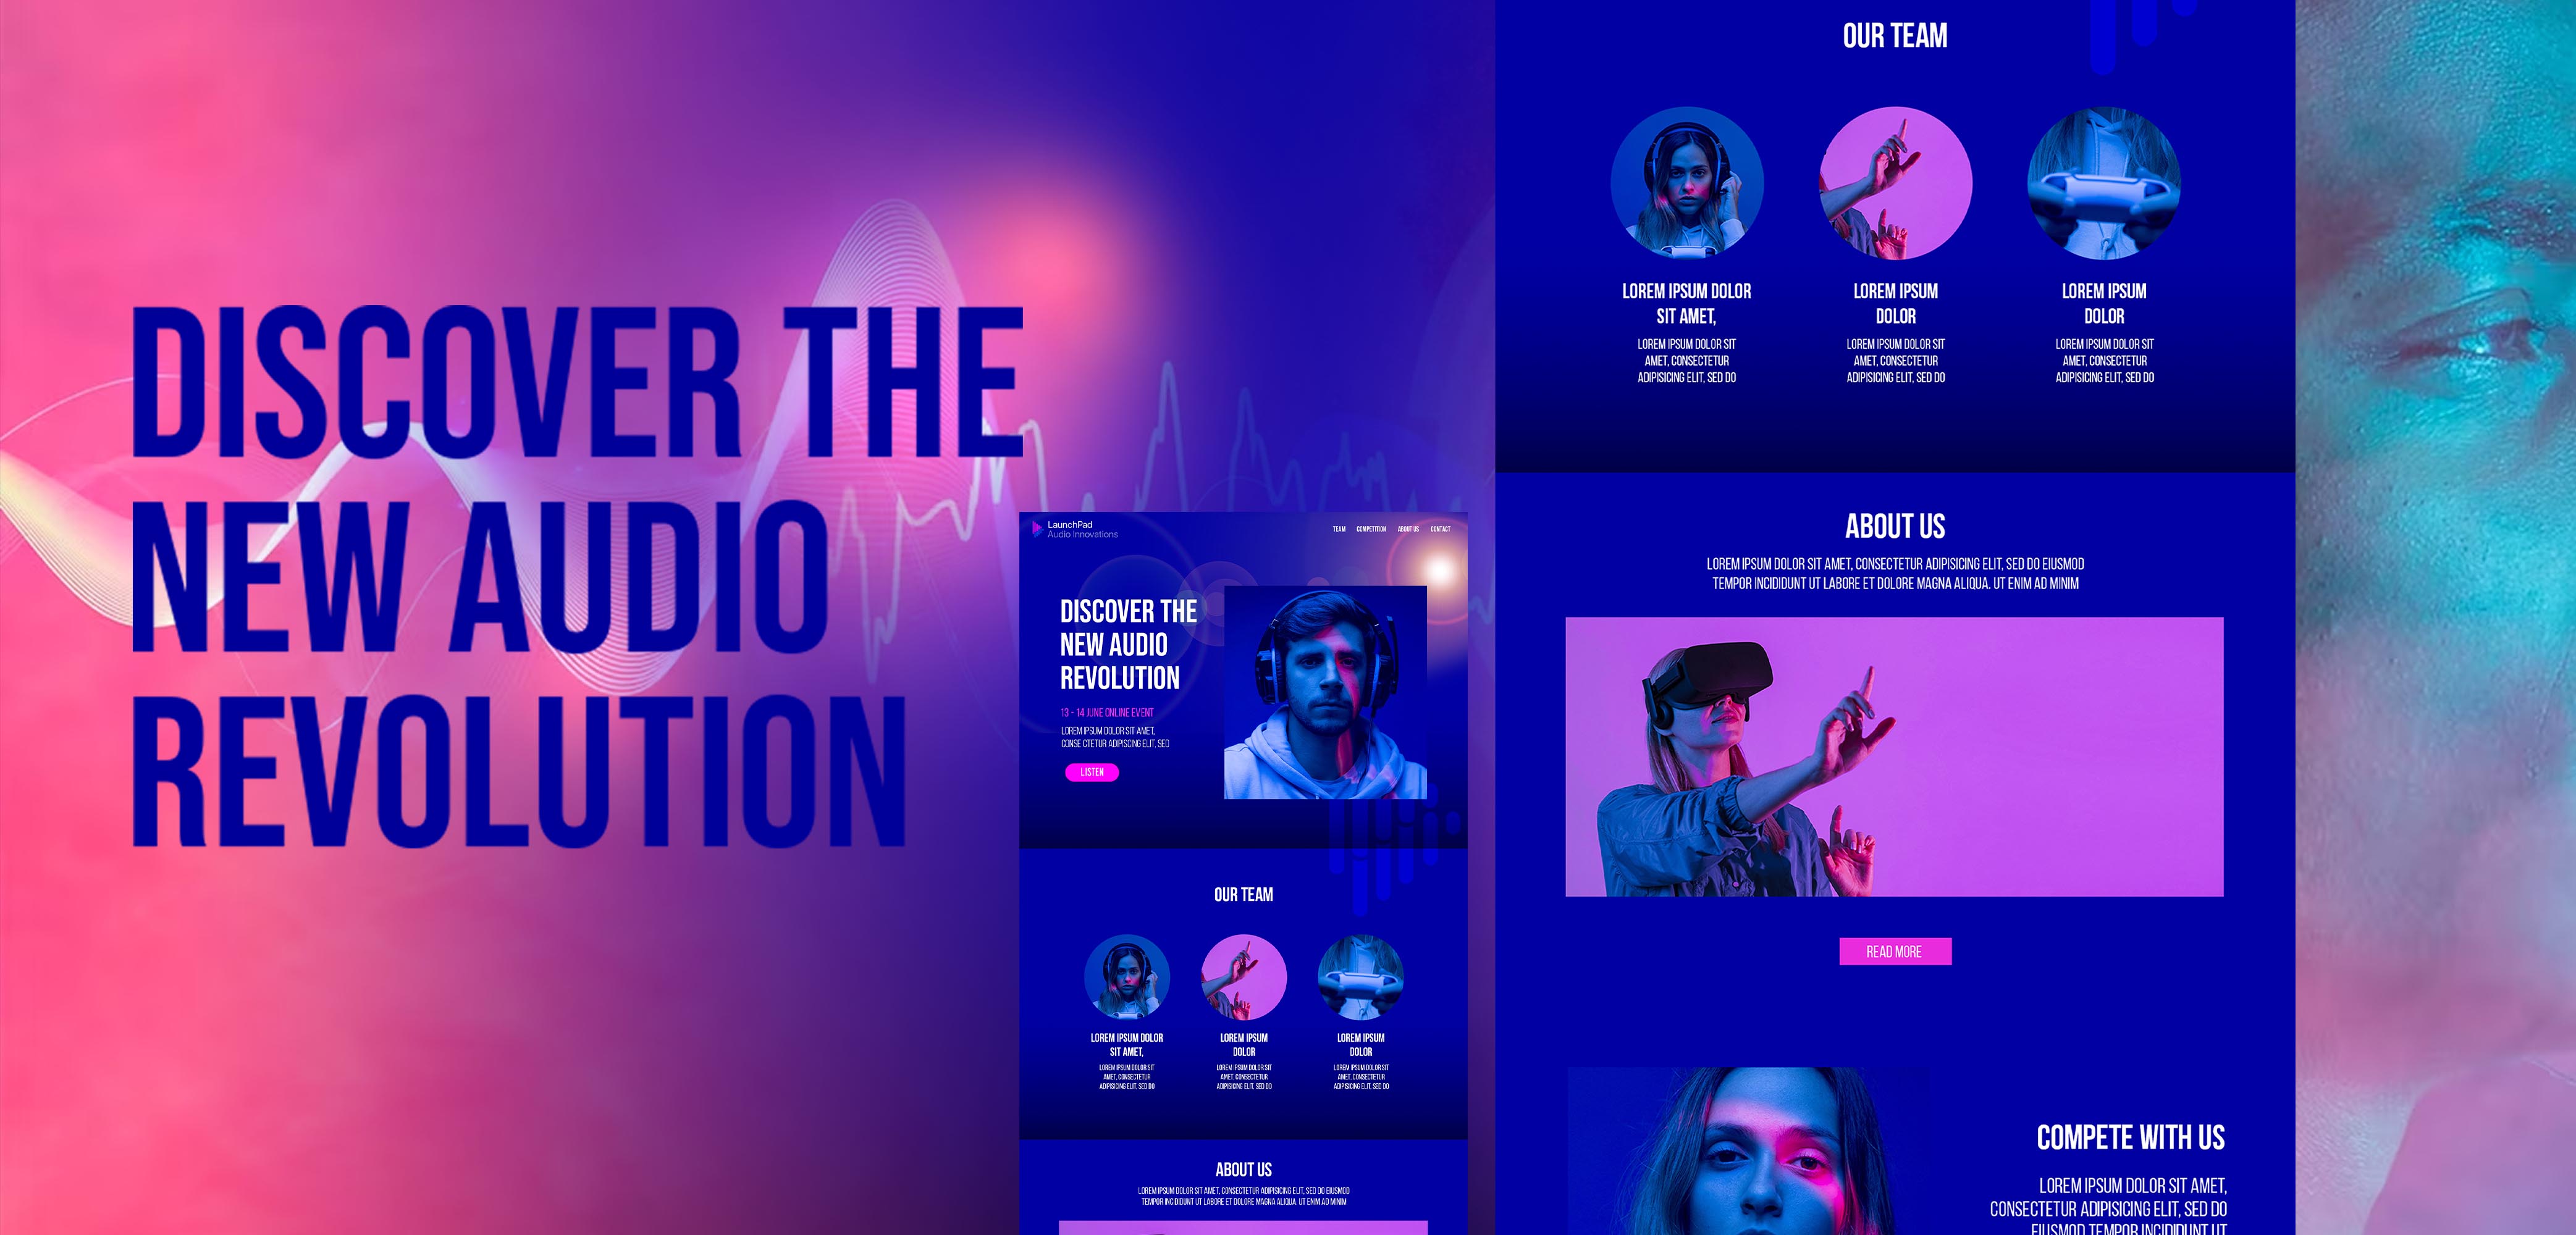 DISCOVER THE
NEW AUDIO
REVOLUTION
LaunchPad
Audio Innovations
TEAM
COMPETITION
ABOUT US
CONTACT
DISCOVER THE
NEW AUDIO
REVOLUTION
13 - 14 JUNE ONLINE EVENT
LOREM IPSUM DOLOR SIT AMET,
CONSE CTETUR ADIPISCING ELIT, SED
LISTEN
OUR TEAM
LOREM IPSUM DOLOR
SIT AMET,
LOREM IPSUM DOLOR SIT
AMET, CONSECTETUR
ADIPISICING ELIT, SED DO
LOREM IPSUM
DOLOR
LOREM IPSUM DOLOR SIT
AMET, CONSECTETUR
ADIPISICING ELIT, SED DO
LOREM IPSUM
DOLOR
LOREM IPSUM DOLOR SIT
AMET, CONSECTETUR
ADIPISICING ELIT, SED DO
ABOUT US
LOREM IPSUM DOLOR SIT AMET, CONSECTETUR ADIPISICING ELIT, SED DO EIUSMOD
TEMPOR INCIDIDUNT UT LABORE ET DOLORE MAGNA ALIQUA. UT ENIM AD MINIM
OUR TEAM
LOREM IPSUM DOLOR
SIT AMET,
LOREM IPSUM DOLOR SIT
AMET, CONSECTETUR
ADIPISICING ELIT, SED DO
LOREM IPSUM
DOLOR
LOREM IPSUM DOLOR SIT
AMET, CONSECTETUR
ADIPISICING ELIT, SED DO
LOREM IPSUM
DOLOR
LOREM IPSUM DOLOR SIT
AMET, CONSECTETUR
ADIPISICING ELIT, SED DO
ABOUT US
LOREM IPSUM DOLOR SIT AMET, CONSECTETUR ADIPISICING ELIT, SED DO EIUSMOD
TEMPOR INCIDIDUNT UT LABORE ET DOLORE MAGNA ALIQUA. UT ENIM AD MINIM
READ MORE
COMPETE WITH US
LOREM IPSUM DOLOR SIT AMET,
CONSECTETUR ADIPISICING ELIT, SED DO
EIUSMOD TEMPOR INCIDIDUNT UT